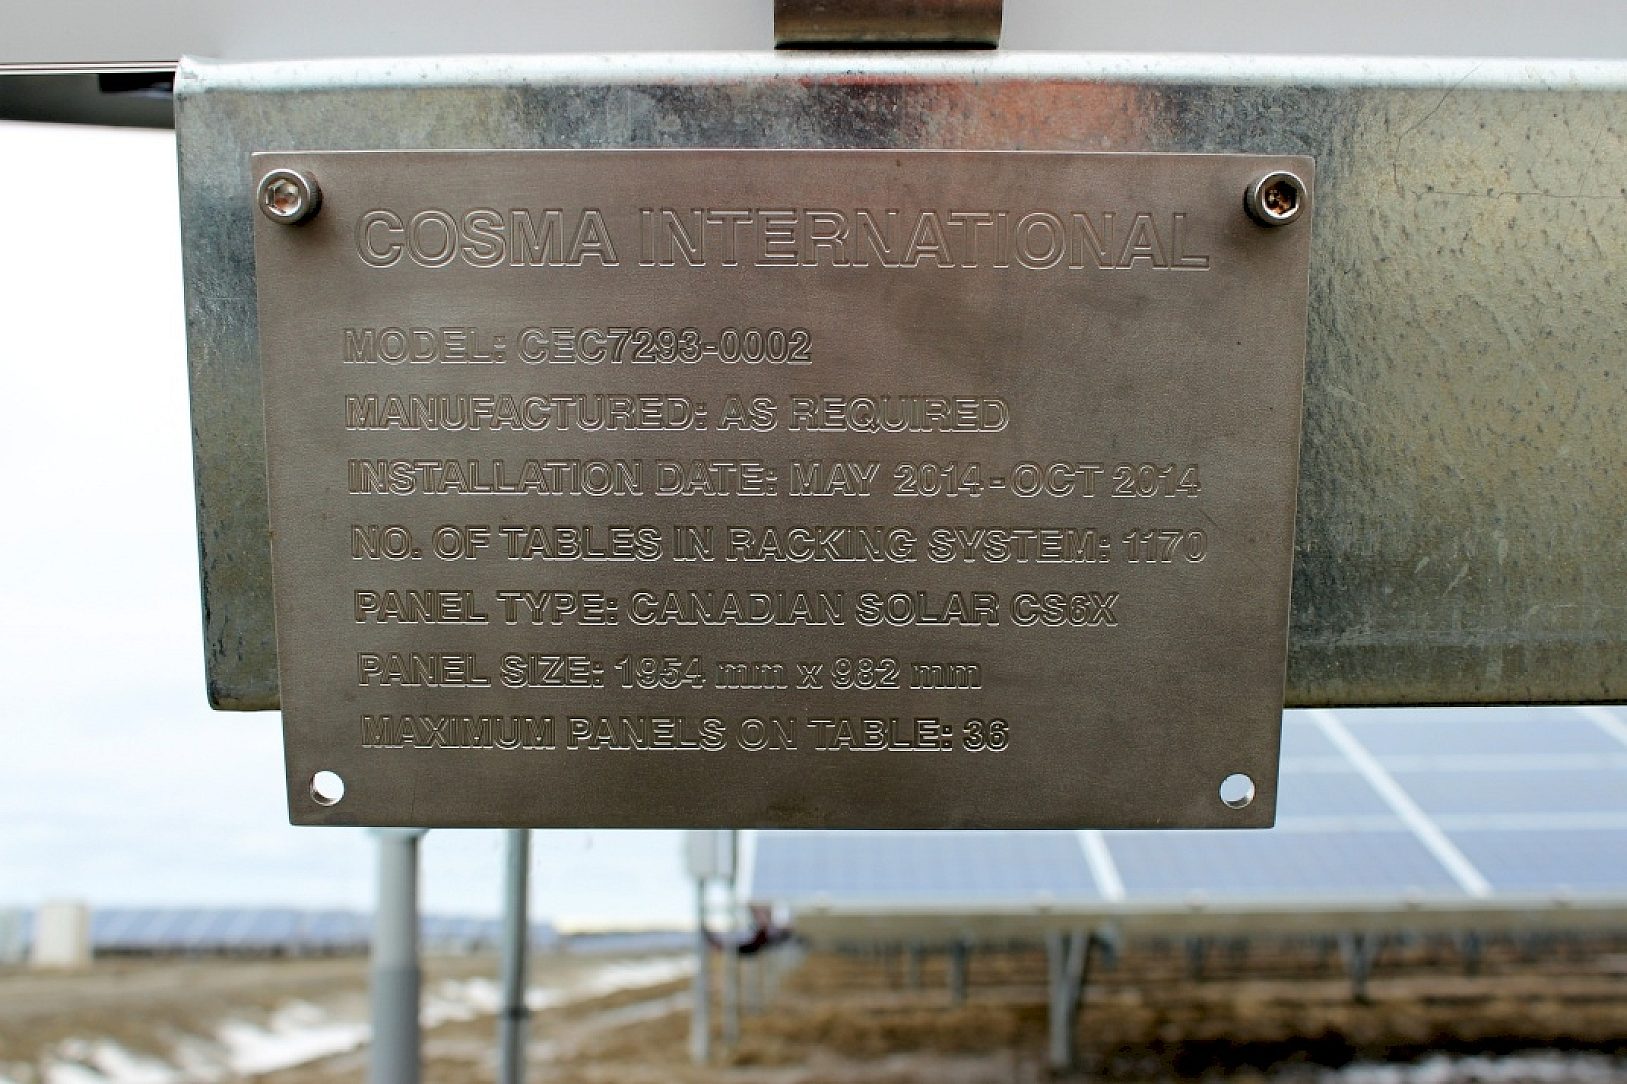 COSMA INTERNATIONAL
MODEL: CEC7293-0002
MANUFACTURED: AS REQUIRED
INSTALLATION DATE: MAY 2014-OCT 2014
NO. OF TABLES IN RACKING SYSTEM: 1170
PANEL TYPE: CANADIAN SOLAR CS6X
PANEL SIZE: 1954 mm x 982 mm
MAXIMUM PANELS ON TABLE: 36